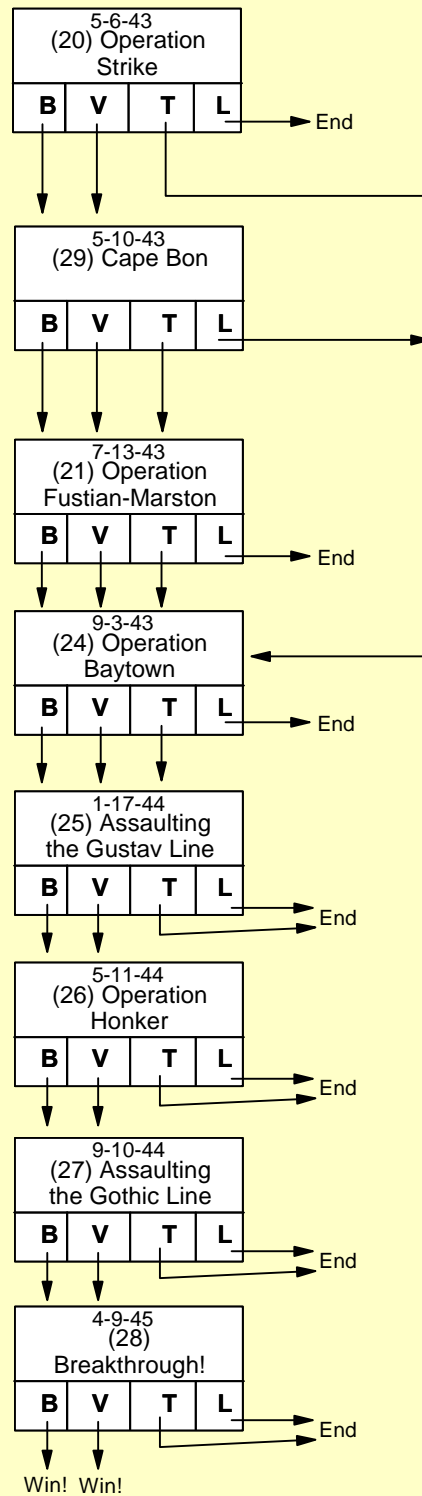 5-6-43
(20) Operation
Strike
B V T L
End
5-10-43
(29) Cape Bon
B V T L
7-13-43
(21) Operation
Fustian-Marston
B V T L
End
9-3-43
(24) Operation
Baytown
B V T L
End
1-17-44
(25) Assaulting
the Gustav Line
B V T L
End
5-11-44
(26) Operation
Honker
B V T L
End
9-10-44
(27) Assaulting
the Gothic Line
B V T L
End
4-9-45
(28)
Breakthrough!
B V T L
End
Win! Win!